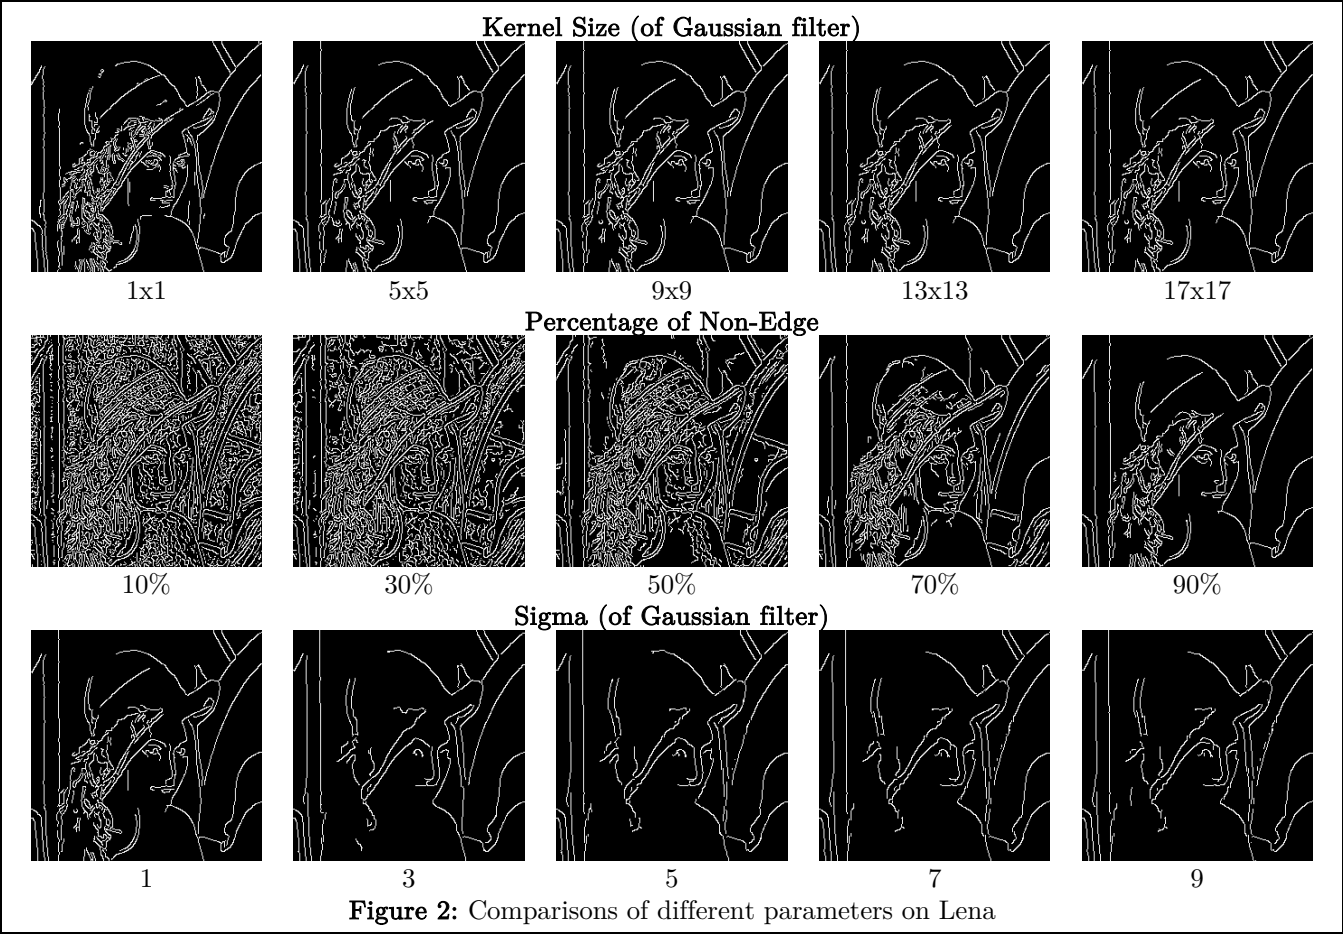 Kernel Size (of Gaussian filter)
1x1 5x5 9x9 13x13 17x17
Percentage of Non-Edge
10% 30% 50% 70% 90%
Sigma (of Gaussian filter)
1 3 5 7 9
Figure 2: Comparisons of different parameters on Lena